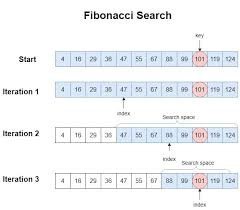 Fibonacci Search
key
Start 4 16 29 36 47 55 67 88 99 101 119 124
Iteration 1 4 16 29 36 47 55 67 88 99 101 119 124
index
Search space
Iteration 2 4 16 29 36 47 55 67 88 99 101 119 124
index
Search space
Iteration 3 4 16 29 36 47 55 67 88 99 101 119 124
index